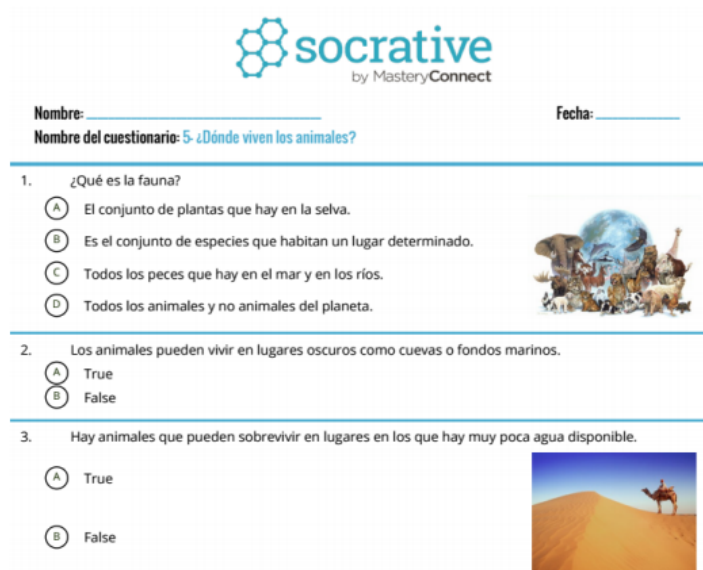 socrative
by MasteryConnect
Nombre: Fecha:
Nombre del cuestionario: 5- ¿Dónde viven los animales?
1. ¿Qué es la fauna?
A El conjunto de plantas que hay en la selva.
B Es el conjunto de especies que habitan un lugar determinado.
C Todos los peces que hay en el mar y en los ríos.
D Todos los animales y no animales del planeta.
2. Los animales pueden vivir en lugares oscuros como cuevas o fondos marinos.
A True
B False
3. Hay animales que pueden sobrevivir en lugares en los que hay muy poca agua disponible.
A True
B False